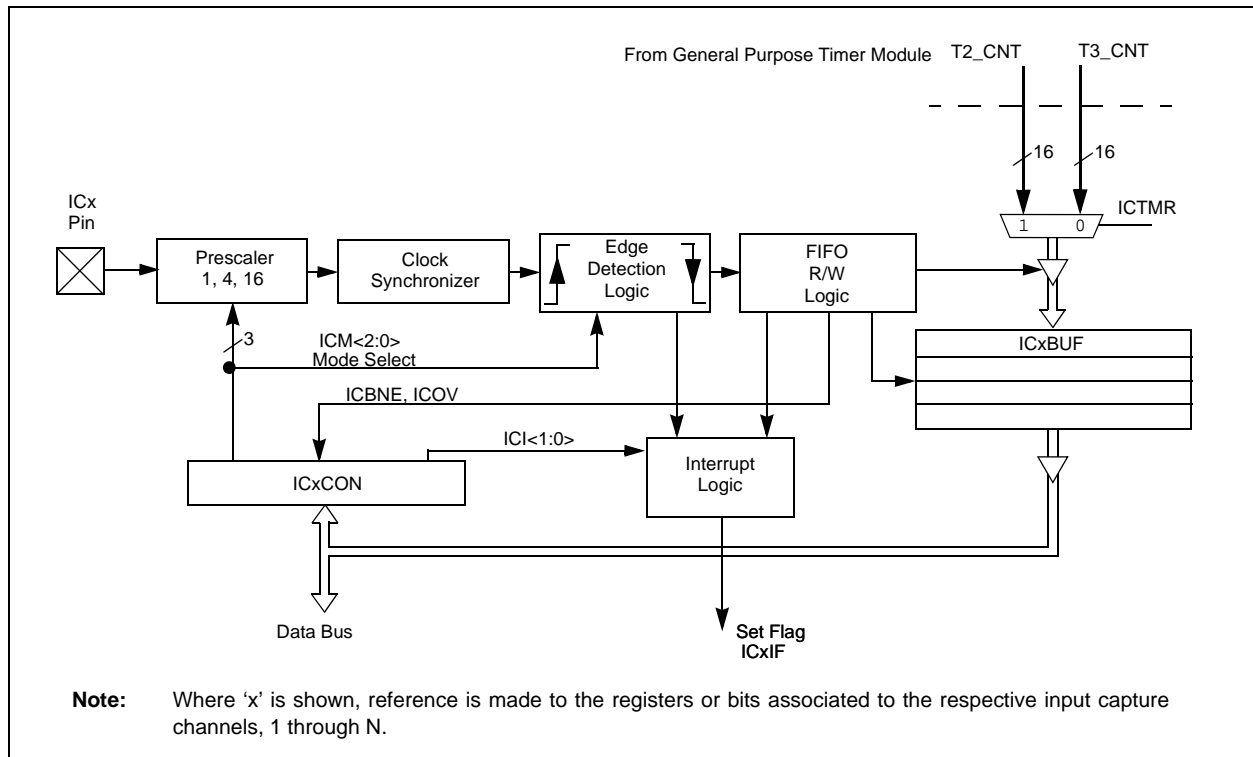 From General Purpose Timer Module
T2_CNT
T3_CNT
16
16
ICx
Pin
1
0
ICTMR
Prescaler
1, 4, 16
Clock
Synchronizer
Edge
Detection
Logic
FIFO
R/W
Logic
3
ICM<2:0>
Mode Select
ICxBUF
ICBNE, ICOV
ICI<1:0>
Interrupt
Logic
ICxCON
Data Bus
Set Flag
ICxIF
Note: Where ‘x’ is shown, reference is made to the registers or bits associated to the respective input capture
channels, 1 through N.